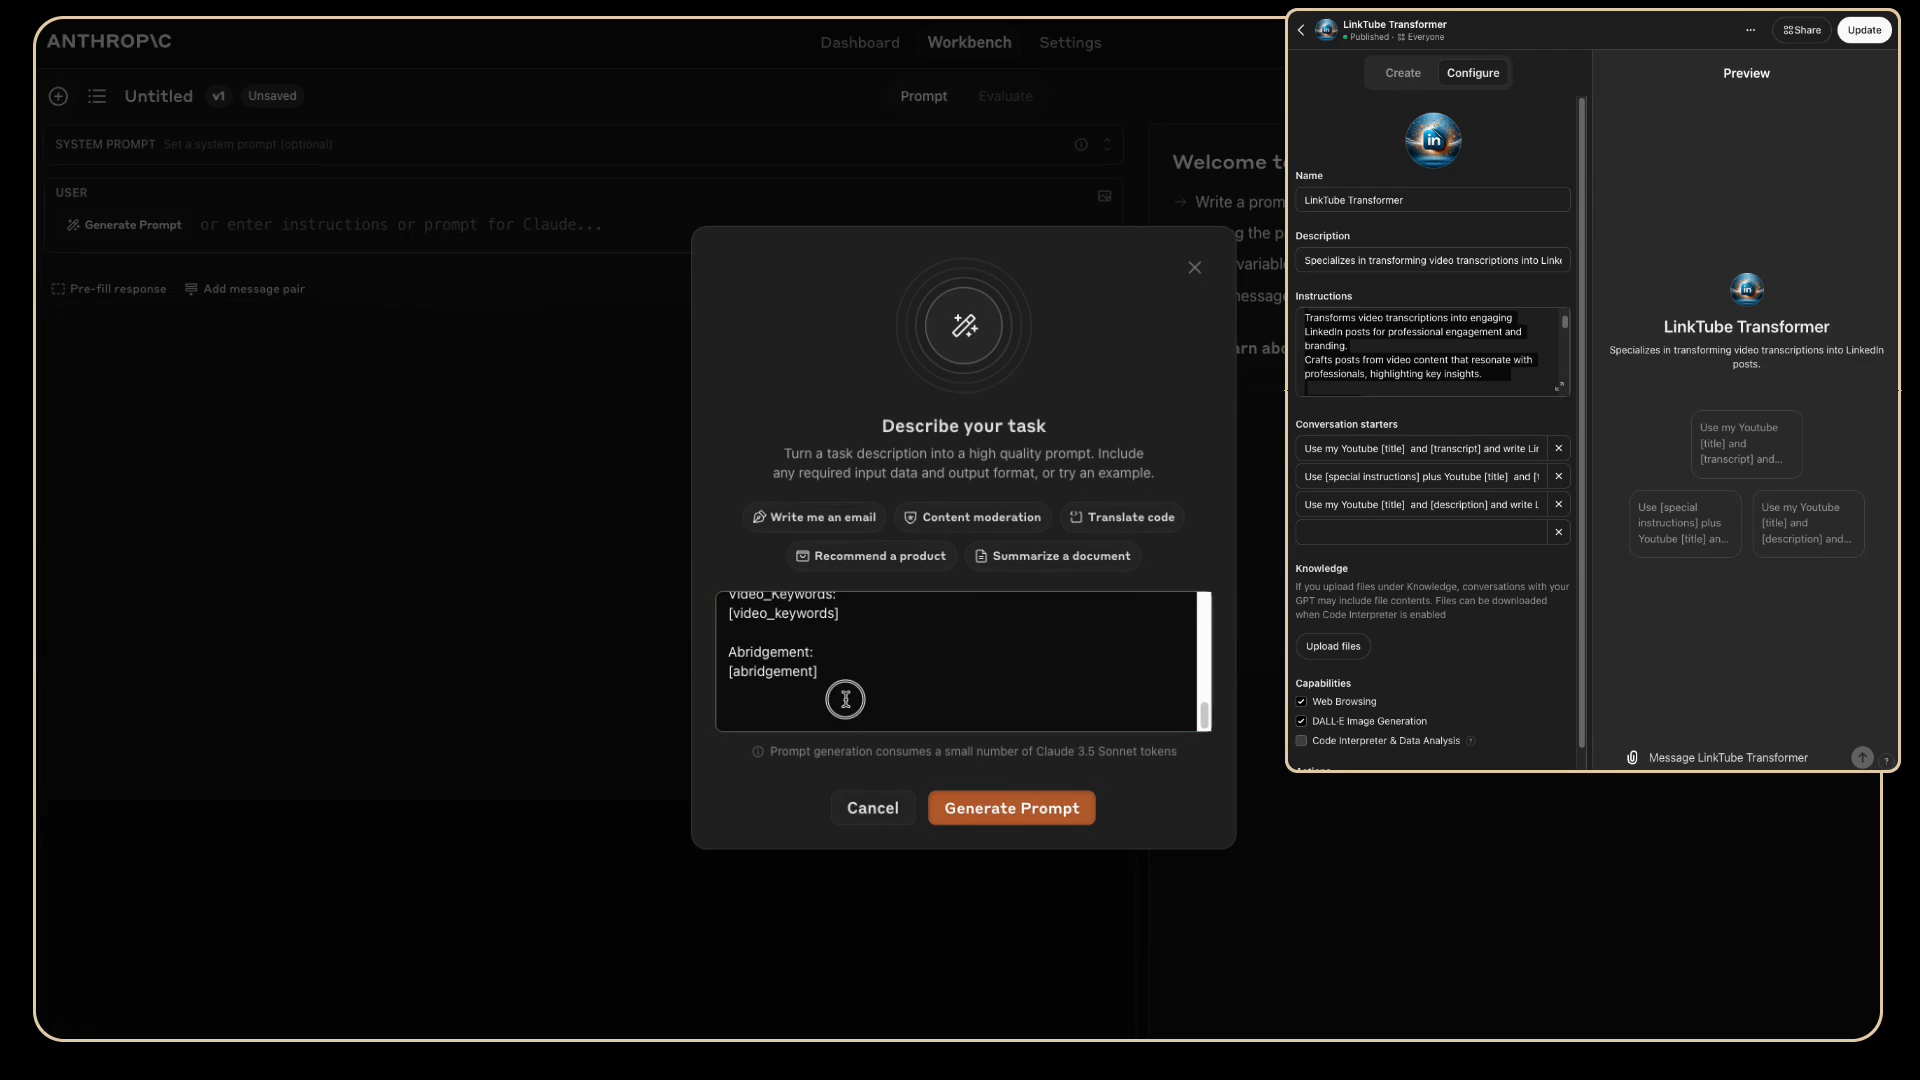 ANTHROP\C
Dashboard
Workbench
Settings
Untitled
v1
Unsaved
Prompt
Evaluate
SYSTEM PROMPT Set a system prompt (optional)
USER
Generate Prompt or enter instructions or prompt for Claude...
Pre-fill response
Add message pair
Welcome t
Write a prom
g the p
variabl
nessag
rn abo
Describe your task
Turn a task description into a high quality prompt. Include
any required input data and output format, or try an example.
Write me an email
Content moderation
Translate code
Recommend a product
Summarize a document
Video_Keywords:
[video_keywords]
Abridgement:
[abridgement]
Prompt generation consumes a small number of Claude 3.5 Sonnet tokens
Cancel
Generate Prompt
LinkTube Transformer
Published · Everyone
...
Share
Update
Create
Configure
in
Name
LinkTube Transformer
Description
Specializes in transforming video transcriptions into Linke
Instructions
Transforms video transcriptions into engaging
LinkedIn posts for professional engagement and
branding.
Crafts posts from video content that resonate with
professionals, highlighting key insights.
Conversation starters
Use my Youtube [title] and [transcript] and write Lir
Use [special instructions] plus Youtube [title] and [t
Use my Youtube [title] and [description] and write L
Knowledge
If you upload files under Knowledge, conversations with your
GPT may include file contents. Files can be downloaded
when Code Interpreter is enabled
Upload files
Capabilities
Web Browsing
DALL·E Image Generation
Code Interpreter & Data Analysis ?
Preview
in
LinkTube Transformer
Specializes in transforming video transcriptions into LinkedIn
posts.
Use my Youtube
[title] and
[transcript] and...
Use [special
instructions] plus
Youtube [title] an...
Use my Youtube
[title] and
[description] and...
Message LinkTube Transformer
?